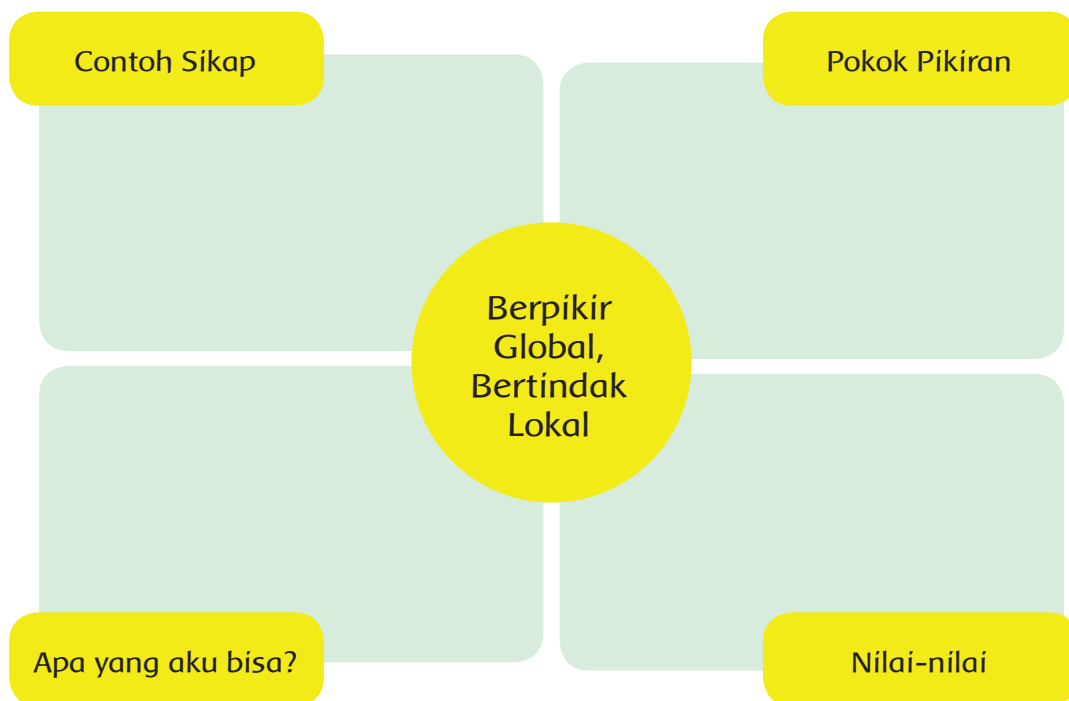 Contoh Sikap
Pokok Pikiran
Berpikir
Global,
Bertindak
Lokal
Apa yang aku bisa?
Nilai-nilai